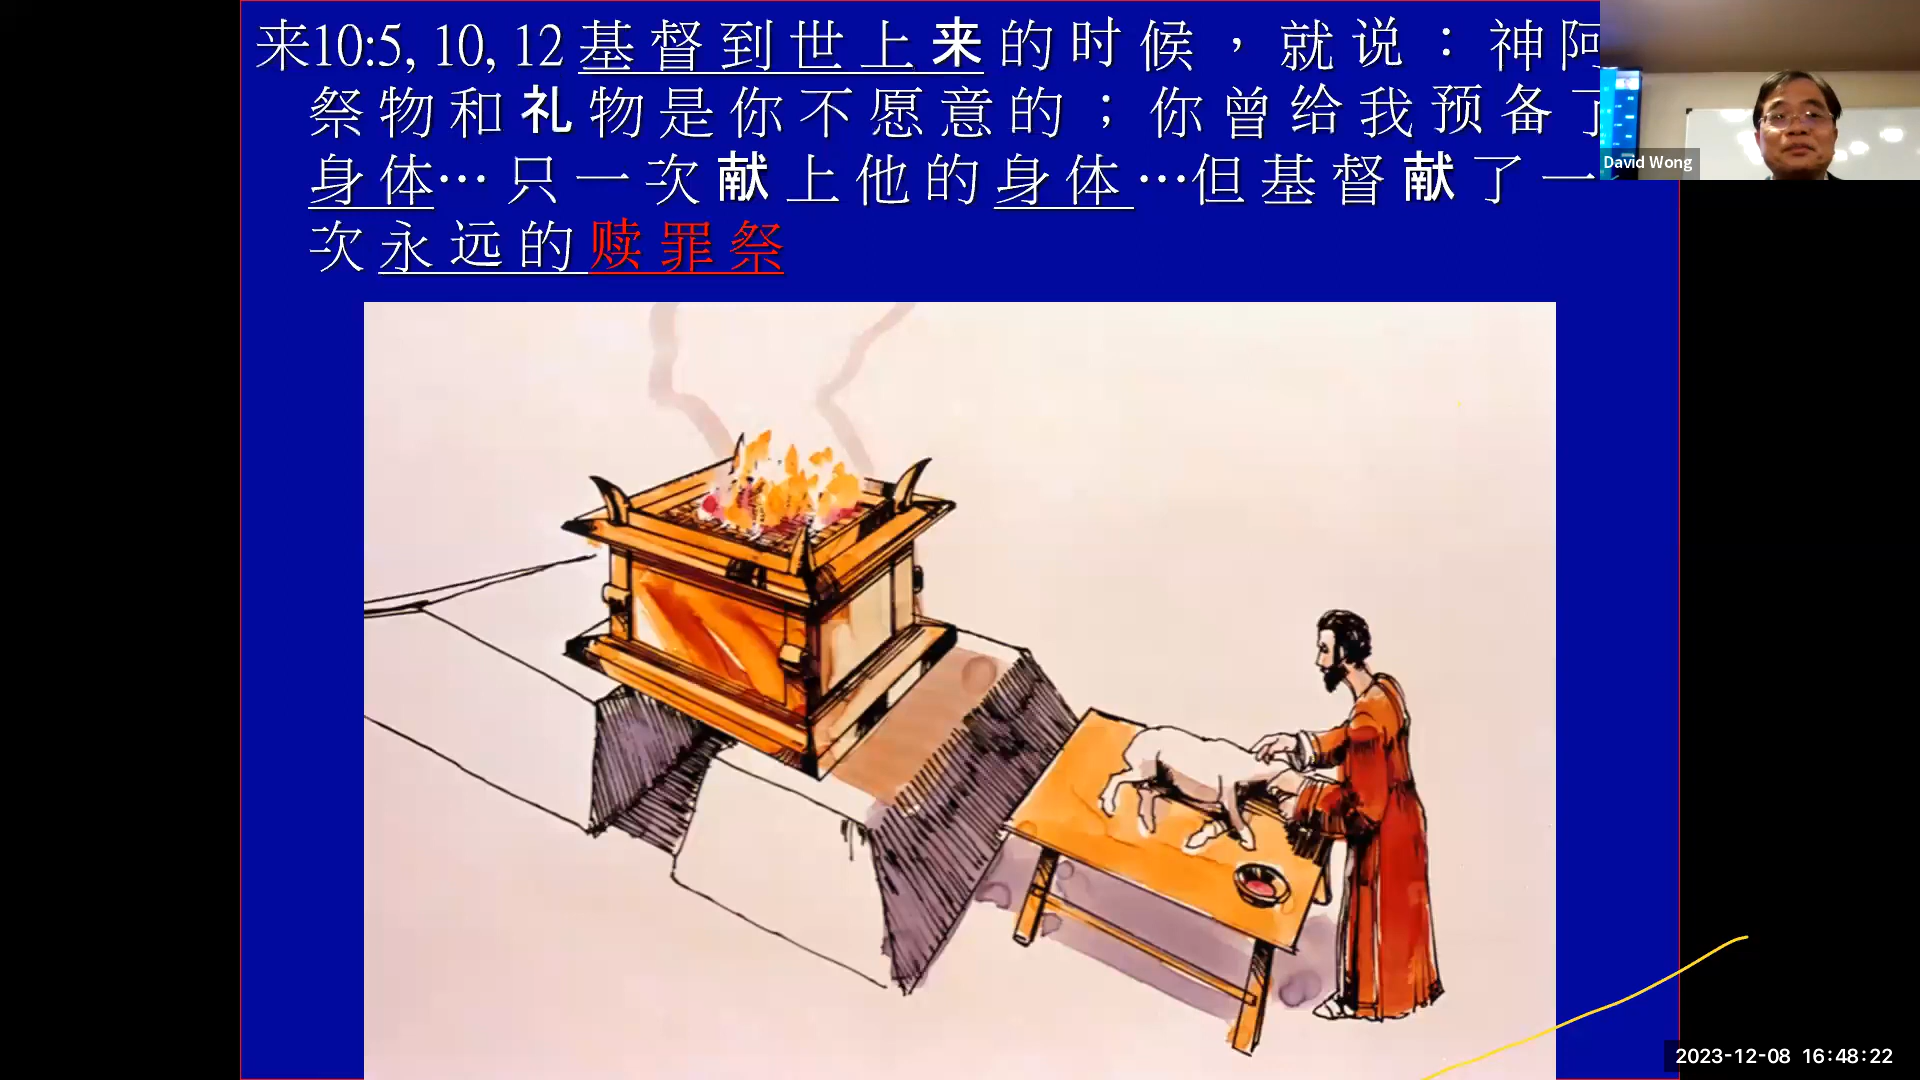 来10:5, 10, 12 基督到世上来的时候，就说：神阿
祭物和礼物是你不愿意的；你曾给我预备了
身体…只一次献上他的身体…但基督献了一
次永远的赎罪祭
David Wong
2023-12-08 16:48:22